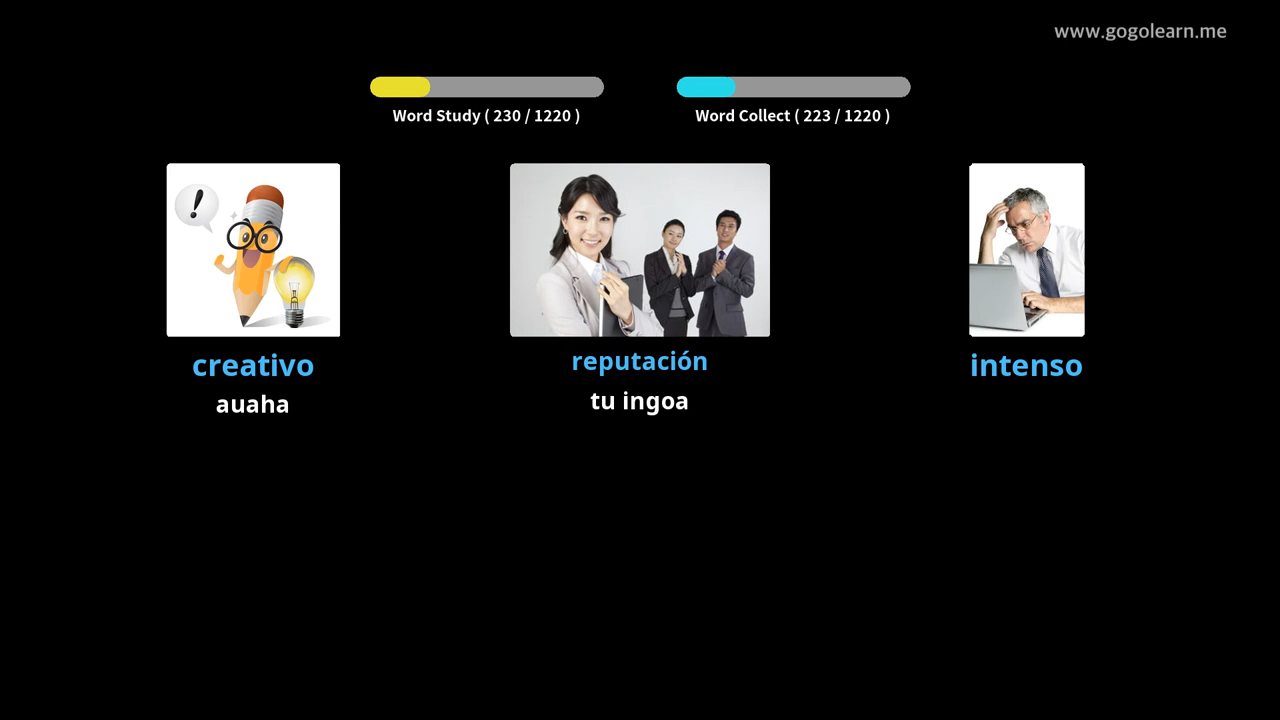 www.gogolearn.me
Word Study ( 230 / 1220 )
Word Collect ( 223 / 1220 )
!
creativo
auaha
reputación
tu ingoa
intenso